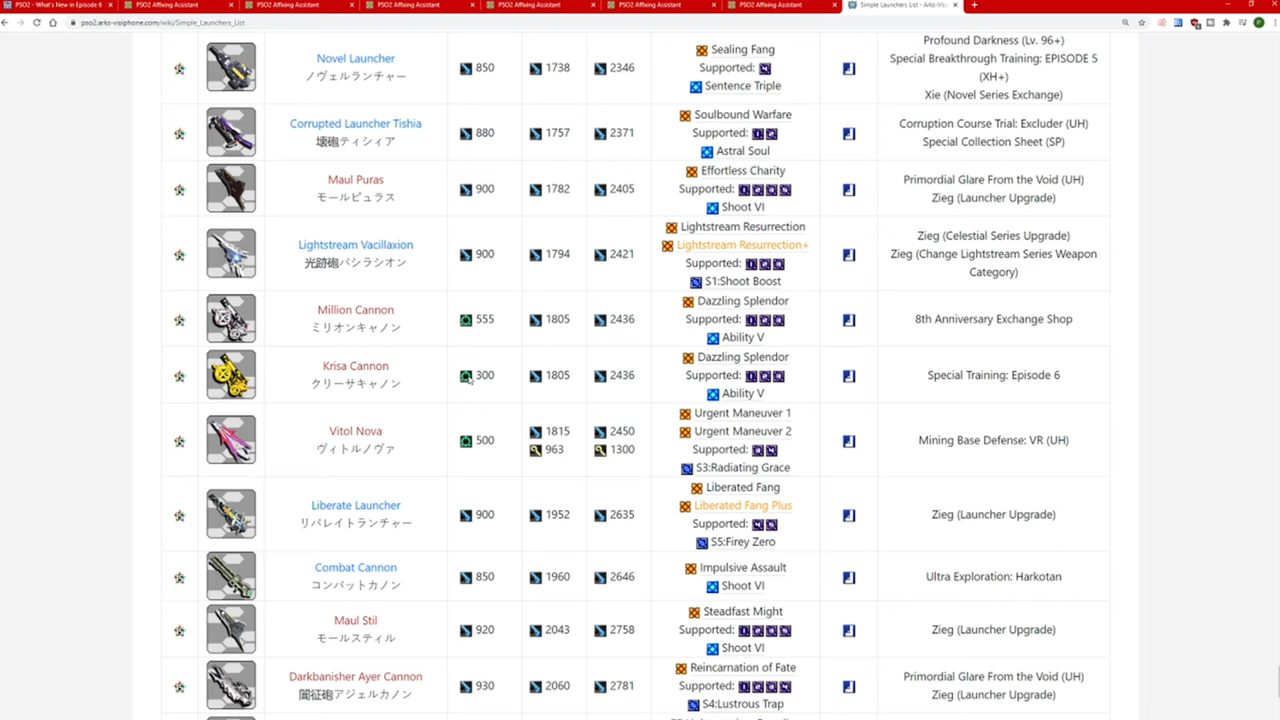 PSO2 - What's New in Episode 6
PSO2 Affixing Assistant
PSO2 Affixing Assistant
PSO2 Affixing Assistant
PSO2 Affixing Assistant
PSO2 Affixing Assistant
PSO2 Affixing Assistant
Simple Launchers List - Arks-Vis
pso2.arks-visiphone.com/wiki/Simple_Launchers_List
Novel Launcher
ノヴェルランチャー
850
1738
2346
Sealing Fang
Supported:
Sentence Triple
Profound Darkness (Lv. 96+)
Special Breakthrough Training: EPISODE 5
(XH+)
Xie (Novel Series Exchange)
Corrupted Launcher Tishia
壊砲ティシィア
880
1757
2371
Soulbound Warfare
Supported:
Astral Soul
Corruption Course Trial: Excluder (UH)
Special Collection Sheet (SP)
Maul Puras
モールピュラス
900
1782
2405
Effortless Charity
Supported:
Shoot VI
Primordial Glare From the Void (UH)
Zieg (Launcher Upgrade)
Lightstream Vacillaxion
光跡砲バシラシオン
900
1794
2421
Lightstream Resurrection
Lightstream Resurrection+
Supported:
S1:Shoot Boost
Zieg (Celestial Series Upgrade)
Zieg (Change Lightstream Series Weapon
Category)
Million Cannon
ミリオンキャノン
555
1805
2436
Dazzling Splendor
Supported:
Ability V
8th Anniversary Exchange Shop
Krisa Cannon
クリーサキャノン
300
1805
2436
Dazzling Splendor
Supported:
Ability V
Special Training: Episode 6
Vitol Nova
ヴィトルノヴァ
500
1815
963
2450
1300
Urgent Maneuver 1
Urgent Maneuver 2
Supported:
S3:Radiating Grace
Mining Base Defense: VR (UH)
Liberate Launcher
リバレイトランチャー
900
1952
2635
Liberated Fang
Liberated Fang Plus
Supported:
S5:Firey Zero
Zieg (Launcher Upgrade)
Combat Cannon
コンバットカノン
850
1960
2646
Impulsive Assault
Shoot VI
Ultra Exploration: Harkotan
Maul Stil
モールスティル
920
2043
2758
Steadfast Might
Supported:
Shoot VI
Zieg (Launcher Upgrade)
Darkbanisher Ayer Cannon
闇征砲アジェルカノン
930
2060
2781
Reincarnation of Fate
Supported:
S4:Lustrous Trap
Primordial Glare From the Void (UH)
Zieg (Launcher Upgrade)